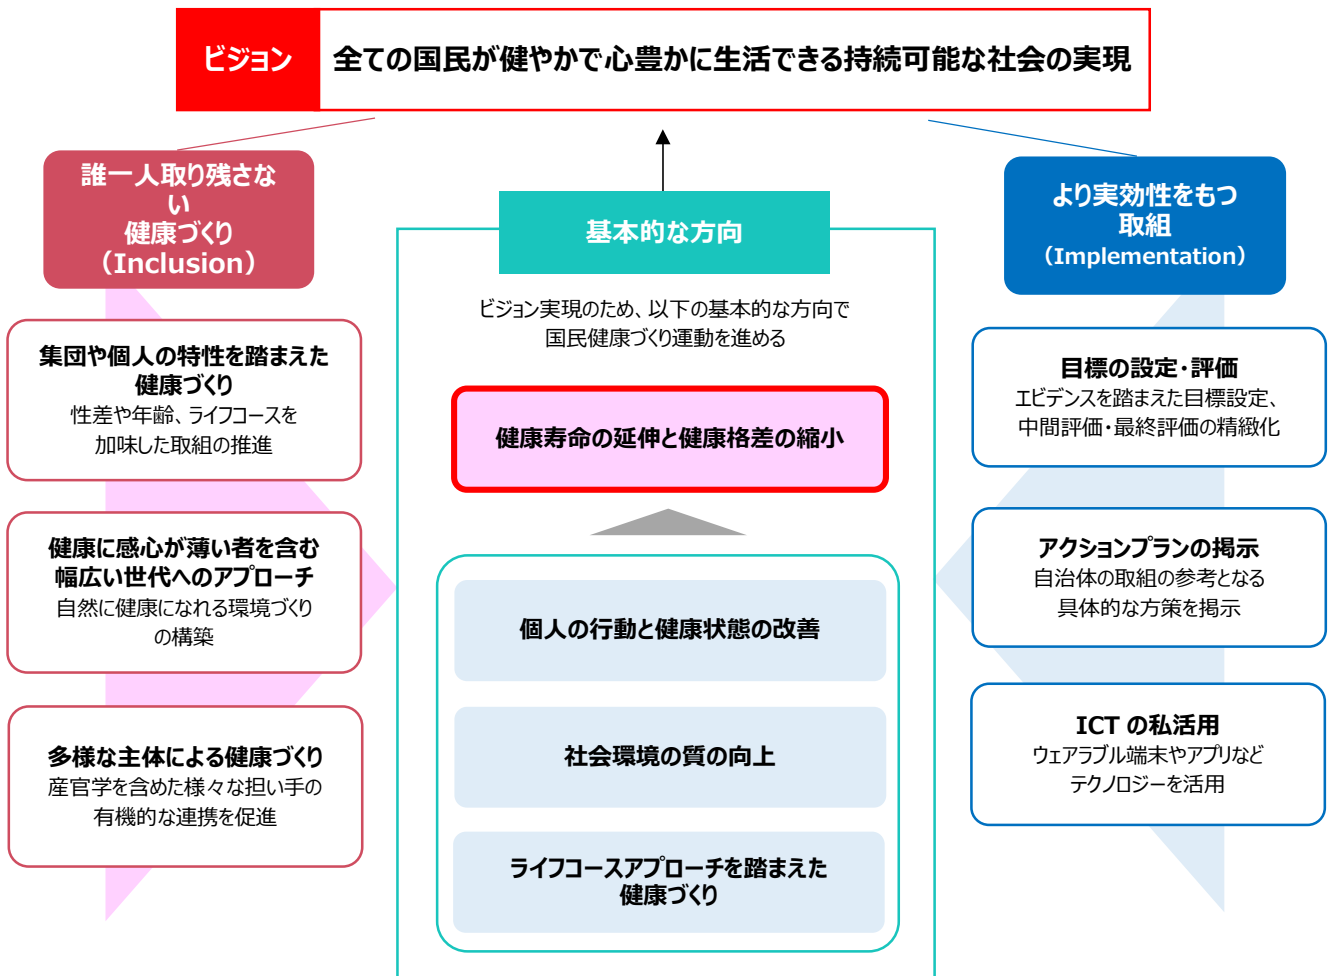 ビジョン
全ての国民が健やかで心豊かに生活できる持続可能な社会の実現
誰一人取り残さな
い
健康づくり
（Inclusion）
集団や個人の特性を踏まえた
健康づくり
性差や年齢、ライフコースを
加味した取組の推進
健康に感心が薄い者を含む
幅広い世代へのアプローチ
自然に健康になれる環境づくり
の構築
多様な主体による健康づくり
産官学を含めた様々な担い手の
有機的な連携を促進
基本的な方向
ビジョン実現のため、以下の基本的な方向で
国民健康づくり運動を進める
健康寿命の延伸と健康格差の縮小
個人の行動と健康状態の改善
社会環境の質の向上
ライフコースアプローチを踏まえた
健康づくり
より実効性をもつ
取組
（Implementation）
目標の設定・評価
エビデンスを踏まえた目標設定、
中間評価・最終評価の精緻化
アクションプランの掲示
自治体の取組の参考となる
具体的な方策を掲示
ICT の私活用
ウェアラブル端末やアプリなど
テクノロジーを活用